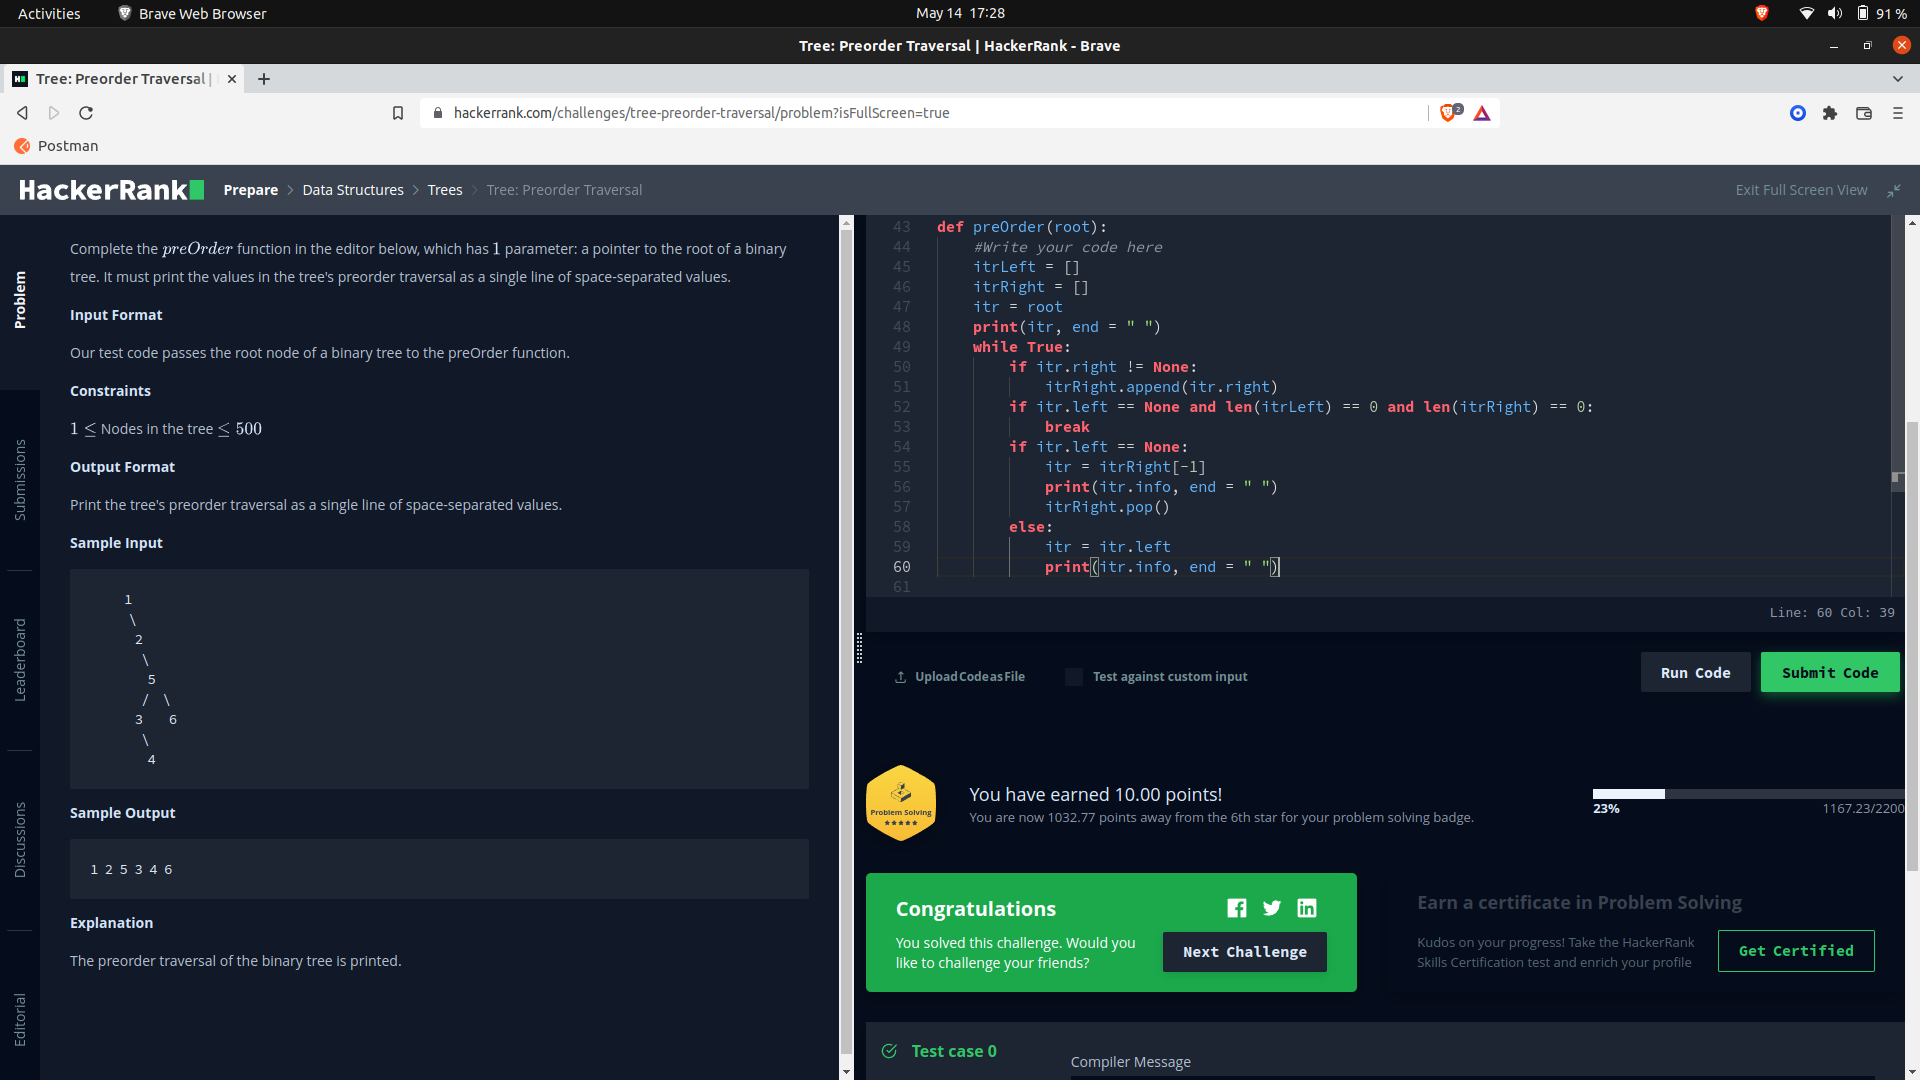 Activities
Brave Web Browser
May 14 17:28
91 %
Tree: Preorder Traversal | HackerRank - Brave
Tree: Preorder Traversal |
hackerrank.com/challenges/tree-preorder-traversal/problem?isFullScreen=true
2
Postman
HackerRank
Prepare > Data Structures > Trees > Tree: Preorder Traversal
Exit Full Screen View
Problem
Submissions
Leaderboard
Discussions
Editorial
Complete the preOrder function in the editor below, which has 1 parameter: a pointer to the root of a binary
tree. It must print the values in the tree's preorder traversal as a single line of space-separated values.
Input Format
Our test code passes the root node of a binary tree to the preOrder function.
Constraints
1 ≤ Nodes in the tree ≤ 500
Output Format
Print the tree's preorder traversal as a single line of space-separated values.
Sample Input
1
\
2
\
5
/ \
3 6
\
4
Sample Output
1 2 5 3 4 6
Explanation
The preorder traversal of the binary tree is printed.
43 def preOrder(root):
44 #Write your code here
45 itrLeft = []
46 itrRight = []
47 itr = root
48 print(itr, end = " ")
49 while True:
50 if itr.right != None:
51 itrRight.append(itr.right)
52 if itr.left == None and len(itrLeft) == 0 and len(itrRight) == 0:
53 break
54 if itr.left == None:
55 itr = itrRight[-1]
56 print(itr.info, end = " ")
57 itrRight.pop()
58 else:
59 itr = itr.left
60 print(itr.info, end = " ")
61
Line: 60 Col: 39
Upload Code as File
Test against custom input
Run Code
Submit Code
Problem Solving
You have earned 10.00 points!
You are now 1032.77 points away from the 6th star for your problem solving badge.
23%
1167.23/2200
Congratulations
You solved this challenge. Would you
like to challenge your friends?
Next Challenge
Earn a certificate in Problem Solving
Kudos on your progress! Take the HackerRank
Skills Certification test and enrich your profile
Get Certified
Test case 0
Compiler Message